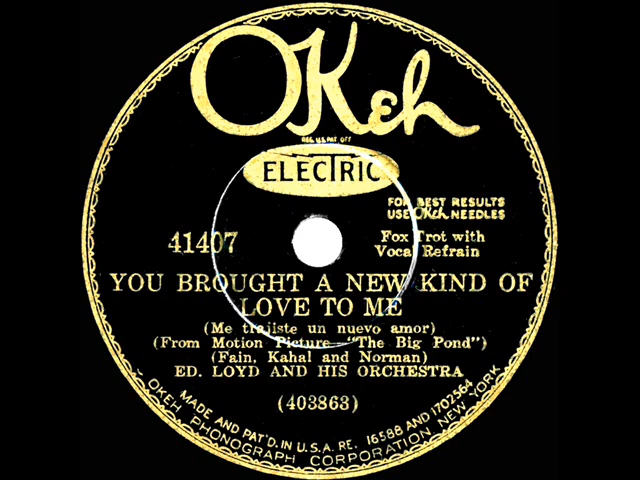 OKeh
REG. U.S. PAT. OFF.
ELECTRIC
FOR BEST RESULTS
USE OKeh NEEDLES
41407
Fox Trot with
Vocal Refrain
YOU BROUGHT A NEW KIND OF
LOVE TO ME
(Me trajiste un nuevo amor)
(From Motion Picture—"The Big Pond")
(Fain, Kahal and Norman)
ED. LOYD AND HIS ORCHESTRA
(403863)
MADE AND PAT'D. IN U.S.A. RE. 16588 AND 1702564
OKEH PHONOGRAPH CORPORATION NEW YORK